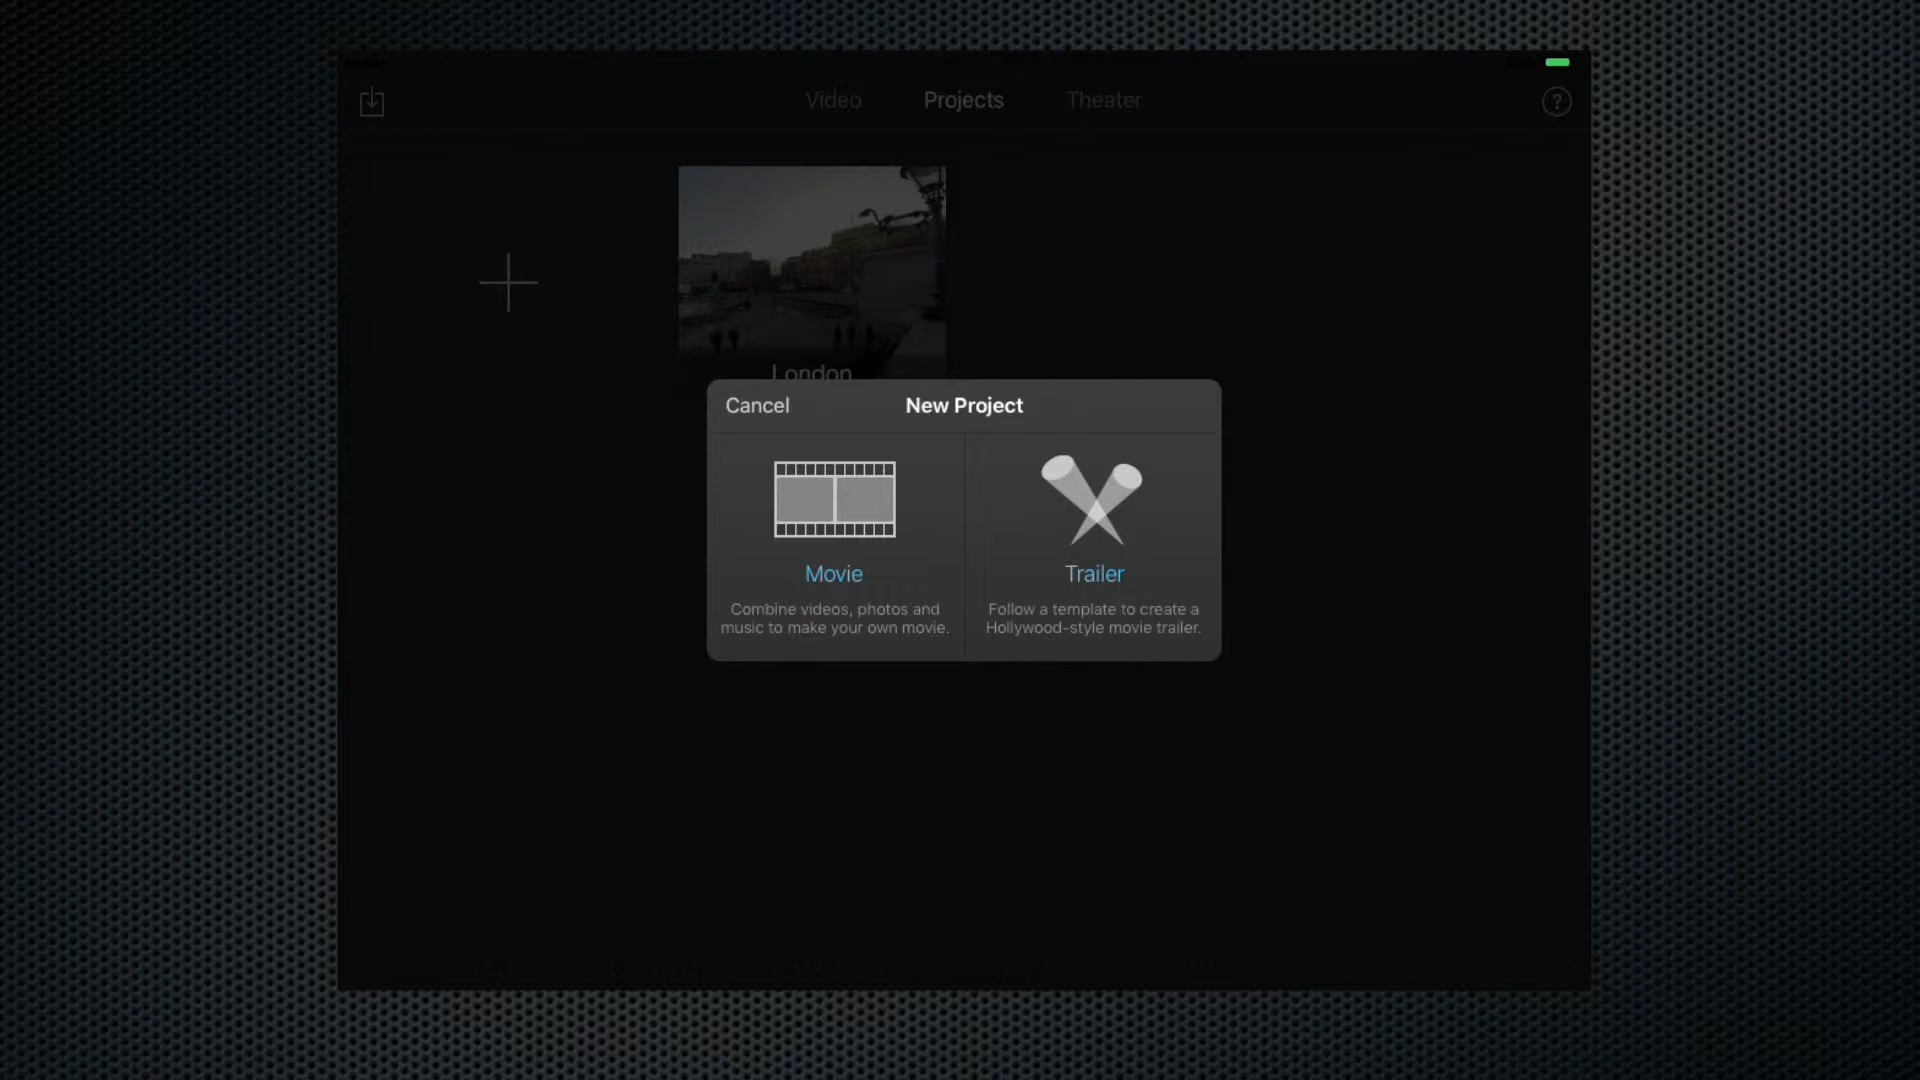 Video Projects Theater ?
London
Cancel New Project
Movie
Combine videos, photos and
music to make your own movie.
Trailer
Follow a template to create a
Hollywood-style movie trailer.